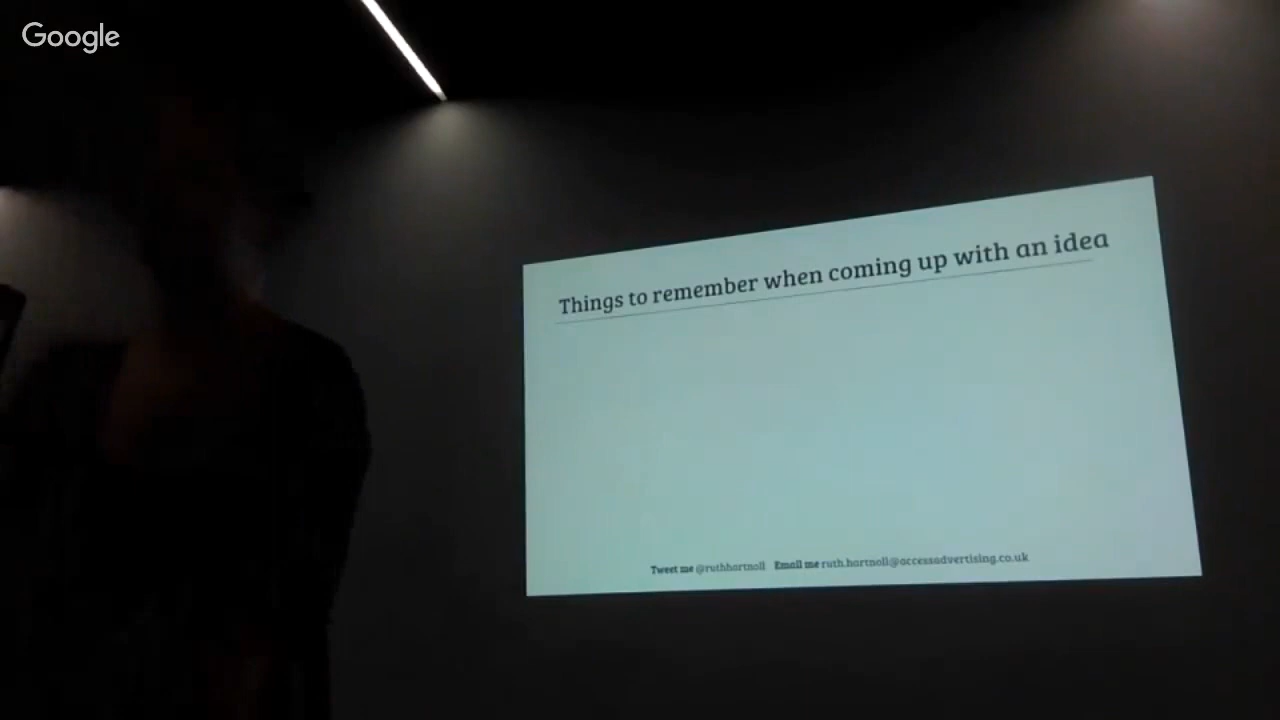 Google
Things to remember when coming up with an idea
Tweet me @ruthhartnoll Email me ruth.hartnoll@accessadvertising.co.uk